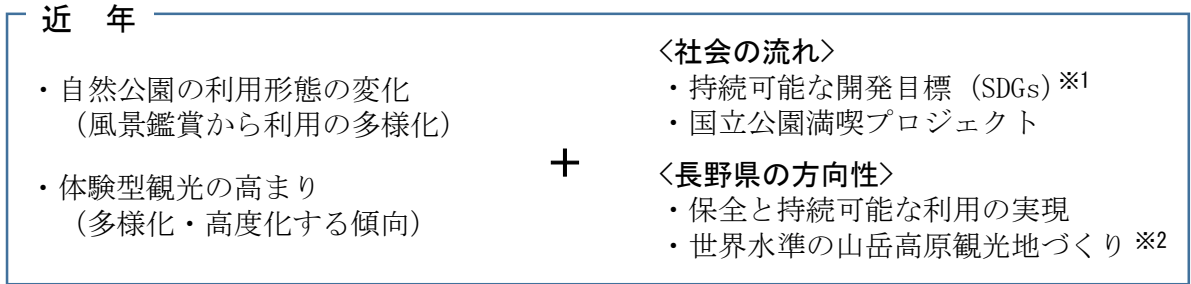 近　年
・自然公園の利用形態の変化
（風景鑑賞から利用の多様化）
・体験型観光の高まり
（多様化・高度化する傾向）
＋
<社会の流れ>
・持続可能な開発目標 (SDGs)※1
・国立公園満喫プロジェクト
<長野県の方向性>
・保全と持続可能な利用の実現
・世界水準の山岳高原観光地づくり ※2